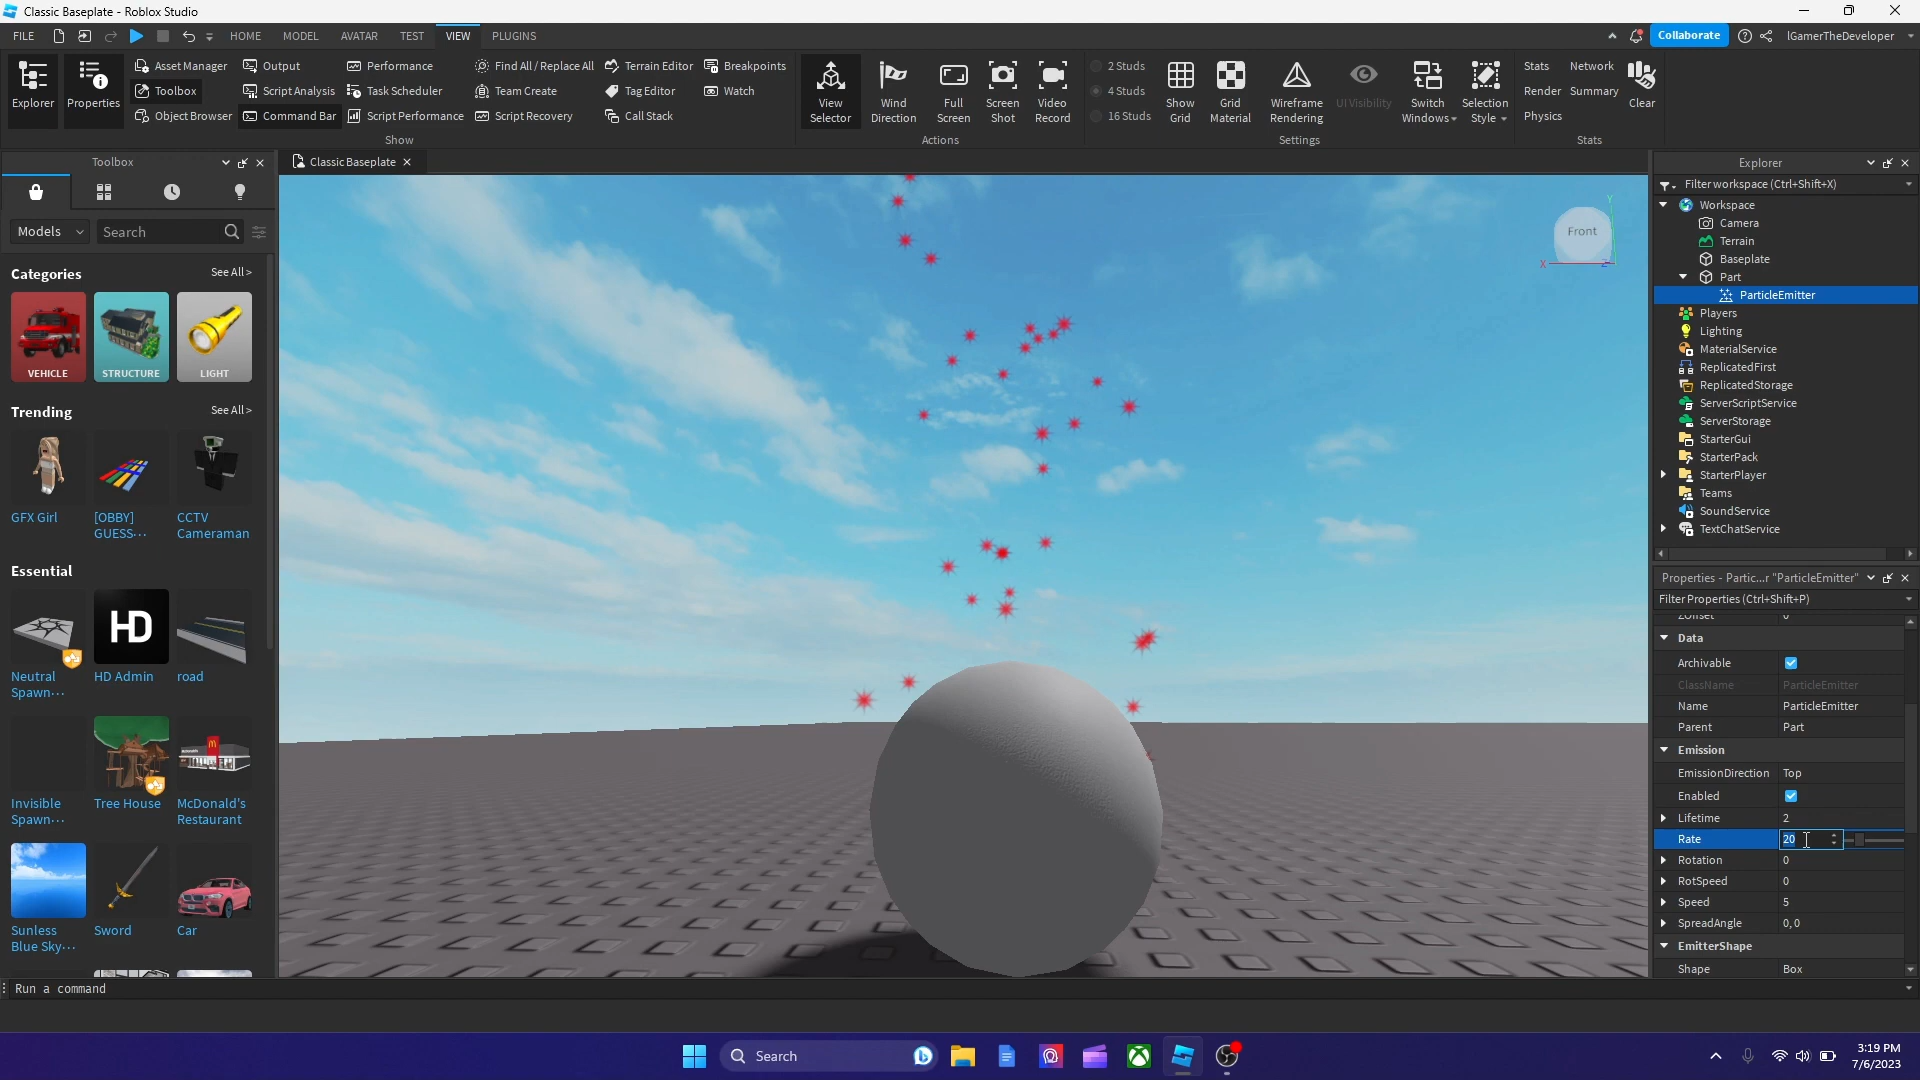 Classic Baseplate - Roblox Studio
FILE HOME MODEL AVATAR TEST VIEW PLUGINS Collaborate lGamerTheDeveloper
Explorer
Properties
Asset Manager
Toolbox
Object Browser
Output
Script Analysis
Command Bar
Performance
Task Scheduler
Script Performance
Find All / Replace All
Team Create
Script Recovery
Terrain Editor
Tag Editor
Call Stack
Breakpoints
Watch
Show
View
Selector
Wind
Direction
Full
Screen
Screen
Shot
Video
Record
Actions
2 Studs
4 Studs
16 Studs
Show
Grid
Grid
Material
Wireframe
Rendering
UI Visibility
Switch
Windows
Selection
Style
Settings
Stats
Render
Physics
Network
Summary
Clear
Stats
Toolbox
Models
Search
Categories See All >
VEHICLE STRUCTURE LIGHT
Trending See All >
GFX Girl
[OBBY]
GUESS...
CCTV
Cameraman
Essential
HD
Neutral
Spawn...
HD Admin
road
Invisible
Spawn...
Tree House
McDonald's
Restaurant
Sunless
Blue Sky...
Sword
Car
Classic Baseplate
Front
Y
X
Z
Explorer
Filter workspace (Ctrl+Shift+X)
Workspace
Camera
Terrain
Baseplate
Part
ParticleEmitter
Players
Lighting
MaterialService
ReplicatedFirst
ReplicatedStorage
ServerScriptService
ServerStorage
StarterGui
StarterPack
StarterPlayer
Teams
SoundService
TextChatService
Properties - Partic...r "ParticleEmitter"
Filter Properties (Ctrl+Shift+P)
ZOffset 0
Data
Archivable
ClassName ParticleEmitter
Name ParticleEmitter
Parent Part
Emission
EmissionDirection Top
Enabled
Lifetime 2
Rate 20
Rotation 0
RotSpeed 0
Speed 5
SpreadAngle 0, 0
EmitterShape
Shape Box
Run a command
Search
3:19 PM
7/6/2023